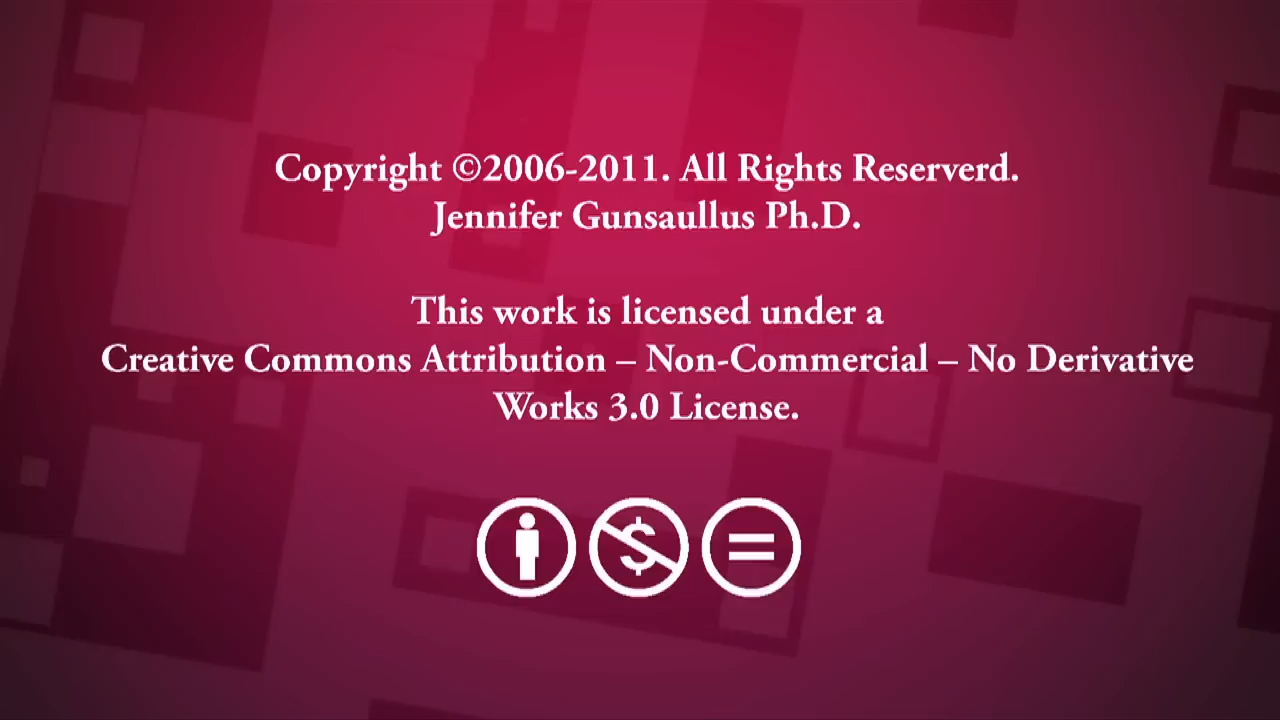 Copyright ©2006-2011. All Rights Reserverd.
Jennifer Gunsaullus Ph.D.
This work is licensed under a
Creative Commons Attribution – Non-Commercial – No Derivative
Works 3.0 License.